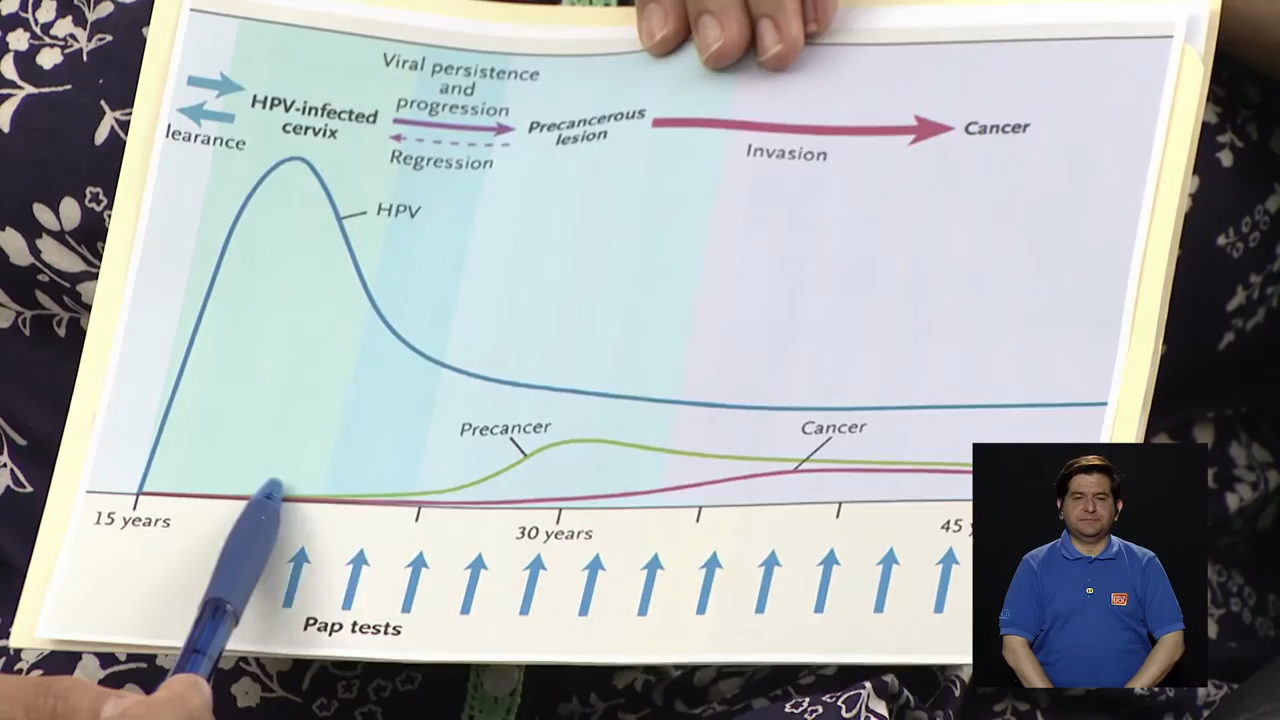 Viral persistence
and
progression
HPV-infected
cervix
learance
Regression
Precancerous
lesion
Invasion
Cancer
HPV
Precancer
Cancer
15 years
30 years
45
Pap tests